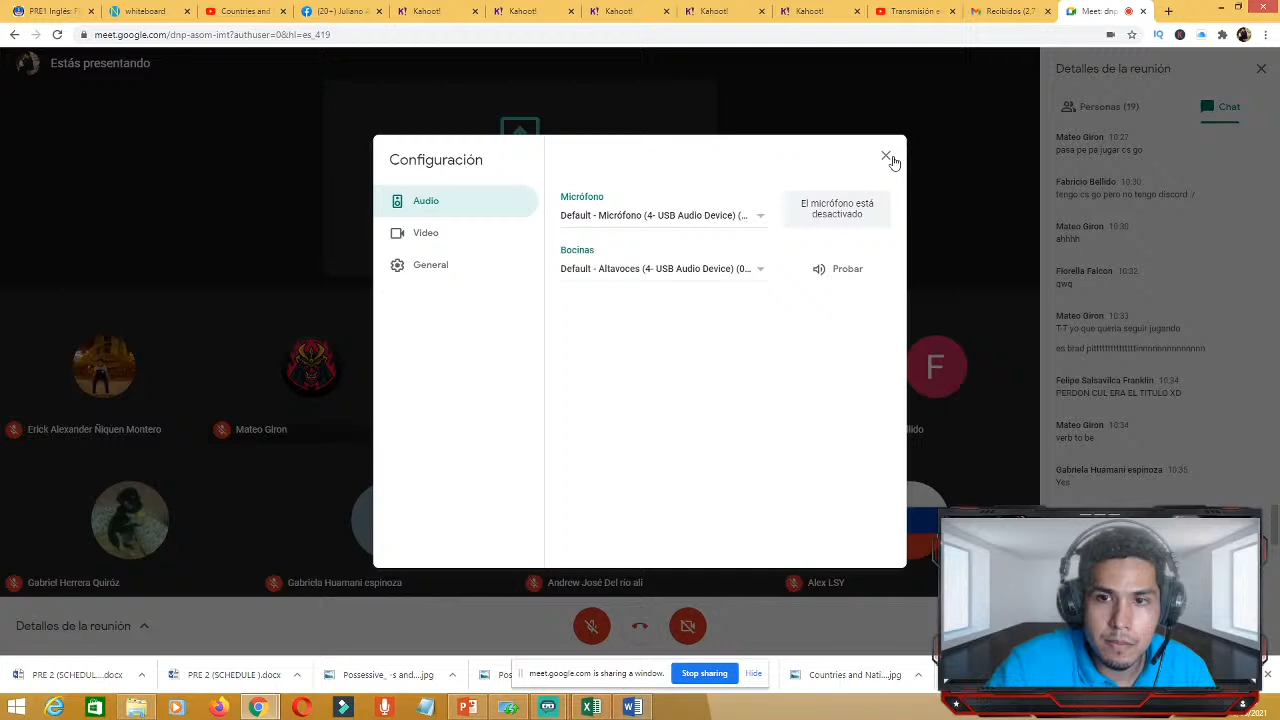 PRE1 Inglés: Fi
whiteboard
Countries and
(20+) Juliano A
Kahoot!
Kahoot!
Kahoot!
Kahoot!
Kahoot!
Transmisión e
Recibidos (2,7
Meet: dnp
meet.google.com/dnp-asom-imt?authuser=0&hl=es_419
Estás presentando
Detalles de la reunión
Personas (19)
Chat
Mateo Giron 10:27
pasa pe pa jugar cs go
Fabricio Bellido 10:30
tengo cs go pero no tengo discord :/
Mateo Giron 10:30
ahhhh
Fiorella Falcon 10:32
qwq
Mateo Giron 10:33
T-T yo que queria seguir jugando
Felipe Salsavilca Franklin 10:34
PERDON CUL ERA EL TITULO XD
Mateo Giron 10:34
verb to be
Gabriela Huamani espinoza 10:35
Yes
Configuración
Audio
Video
General
Micrófono
Default - Micrófono (4- USB Audio Device) (...
El micrófono está
desactivado
Bocinas
Default - Altavoces (4- USB Audio Device) (0...
Probar
F
Erick Alexander Ñiquen Montero
Mateo Giron
llido
Gabriel Herrera Quiróz
Gabriela Huamani espinoza
Andrew José Del río ali
Alex LSY
Detalles de la reunión
PRE 2 (SCHEDULE)....docx
PRE 2 (SCHEDULE ).docx
Possessive_ -s and....jpg
meet.google.com is sharing a window.
Stop sharing
Hide
Countries and Nati....jpg